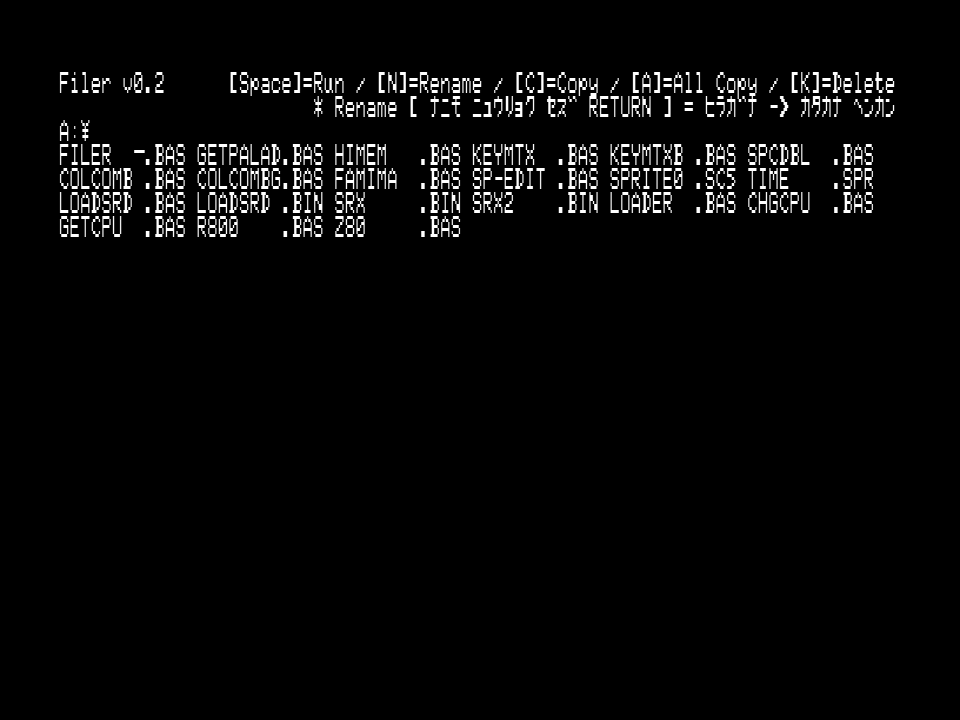 Filer v0.2      [Space]=Run / [N]=Rename / [C]=Copy / [A]=All Copy / [K]=Delete
* Rename [ ナニモ ニュウリョク セズ RETURN ] = ヒラガナ -> カタカナ ヘンカン
A:¥
FILER  .BAS GETPALAD.BAS HIMEM   .BAS KEYMTX  .BAS KEYMTXB .BAS SPCDBL  .BAS
COLCOMB .BAS COLCOMBG.BAS FAMIMA  .BAS SP-EDIT .BAS SPRITE0 .SC5 TIME    .SPR
LOADSRD .BAS LOADSRD .BIN SRX     .BIN SRX2    .BIN LOADER  .BAS CHGCPU  .BAS
GETCPU  .BAS R800    .BAS Z80     .BAS